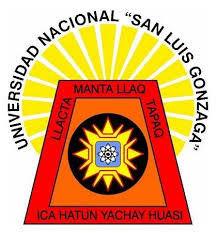 UNIVERSIDAD NACIONAL "SAN LUIS GONZAGA"
LLACTA MANTA LLAQ TAPAQ
ICA HATUN YACHAY HUASI